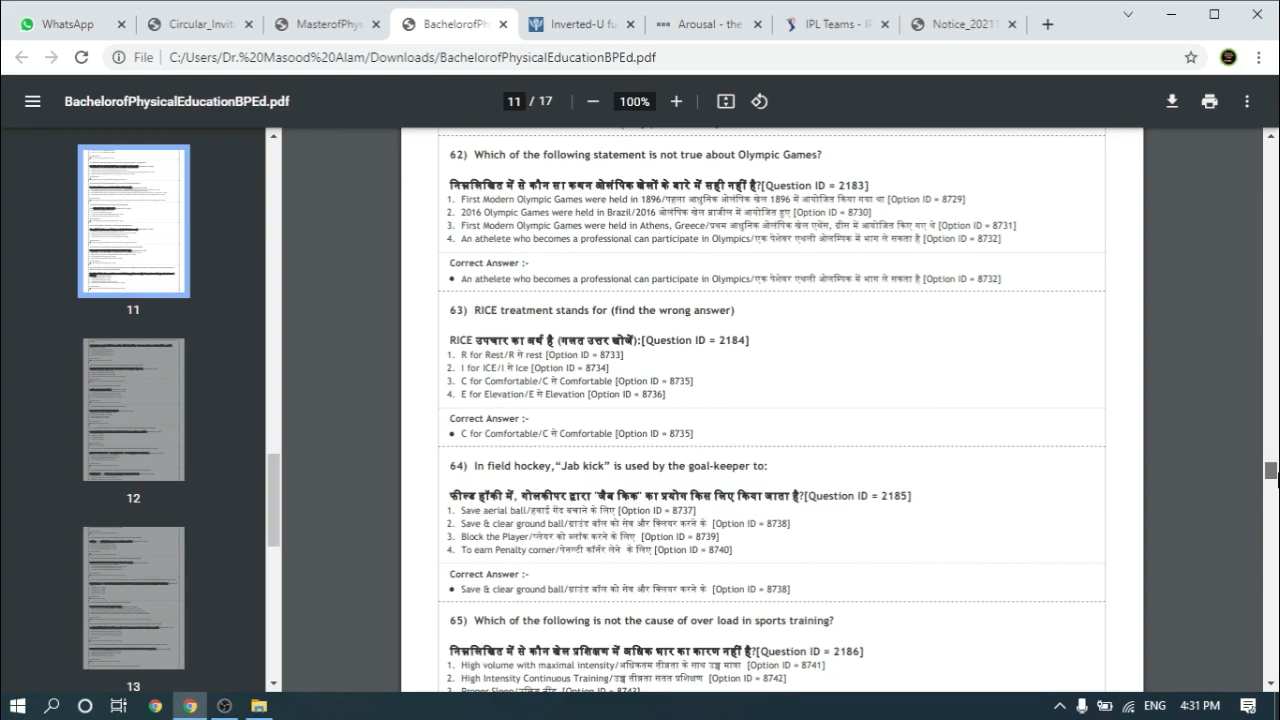 WhatsApp
Circular_Invit
MasterofPhys
BachelorofPh
Inverted-U fu
Arousal - the
IPL Teams - IP
Notice_20211
File C:/Users/Dr.%20Masood%20Alam/Downloads/BachelorofPhysicalEducationBPEd.pdf
BachelorofPhysicalEducationBPEd.pdf
11 / 17
100%
62) Which of the following statement is not true about Olympic Games?
निम्नलिखित में से कौन सा कथन ओलंपिक खेलों के बारे में सही नहीं है?[Question ID = 2183]
1. First Modern Olympic Games were held in 1896/पहला आधुनिक ओलंपिक खेल 1896 में आयोजित किया गया था [Option ID = 8729]
2. 2016 Olympic Games were held in Brazil/2016 ओलंपिक खेल ब्राजील में आयोजित हुए [Option ID = 8730]
3. First Modern Olympic Games were held in Athens, Greece/प्रथम आधुनिक ओलंपिक खेल एथेंस, ग्रीस में आयोजित किए गए थे [Option ID = 8731]
4. An athelete who becomes a professional can participate in Olympics/एक पेशेवर एथली ओलम्पिक में भाग ले सकता है [Option ID = 8732]
Correct Answer :-
• An athelete who becomes a professional can participate in Olympics/एक पेशेवर एथली ओलम्पिक में भाग ले सकता है [Option ID = 8732]
63) RICE treatment stands for (find the wrong answer)
RICE उपचार का अर्थ है (गलत उत्तर खोजें):[Question ID = 2184]
1. R for Rest/R से rest [Option ID = 8733]
2. I for ICE/I से Ice [Option ID = 8734]
3. C for Comfortable/C से Comfortable [Option ID = 8735]
4. E for Elevation/E से Elevation [Option ID = 8736]
Correct Answer :-
• C for Comfortable/C से Comfortable [Option ID = 8735]
64) In field hockey,“Jab kick” is used by the goal-keeper to:
फील्ड हॉकी में, गोलकीपर द्वारा "जैब किक" का प्रयोग किस लिए किया जाता है?[Question ID = 2185]
1. Save aerial ball/हवाई गेंद बचाने के लिए [Option ID = 8737]
2. Save & clear ground ball/ग्राउंड बॉल को सेव और क्लियर करने के [Option ID = 8738]
3. Block the Player/प्लेयर को ब्लॉक करने के लिए [Option ID = 8739]
4. To earn Penalty corner/पेनल्टी कॉर्नर लेने के लिए [Option ID = 8740]
Correct Answer :-
• Save & clear ground ball/ग्राउंड बॉल को सेव और क्लियर करने के [Option ID = 8738]
65) Which of the following is not the cause of over load in sports training?
निम्नलिखित में से कौन खेल प्रशिक्षण में अधिक भार का कारण नहीं है?[Question ID = 2186]
1. High volume with maximal intensity/अधिकतम तीव्रता के साथ उच्च मात्रा [Option ID = 8741]
2. High Intensity Continuous Training/उच्च तीव्रता सतत प्रशिक्षण [Option ID = 8742]
11
12
13
ENG 4:31 PM